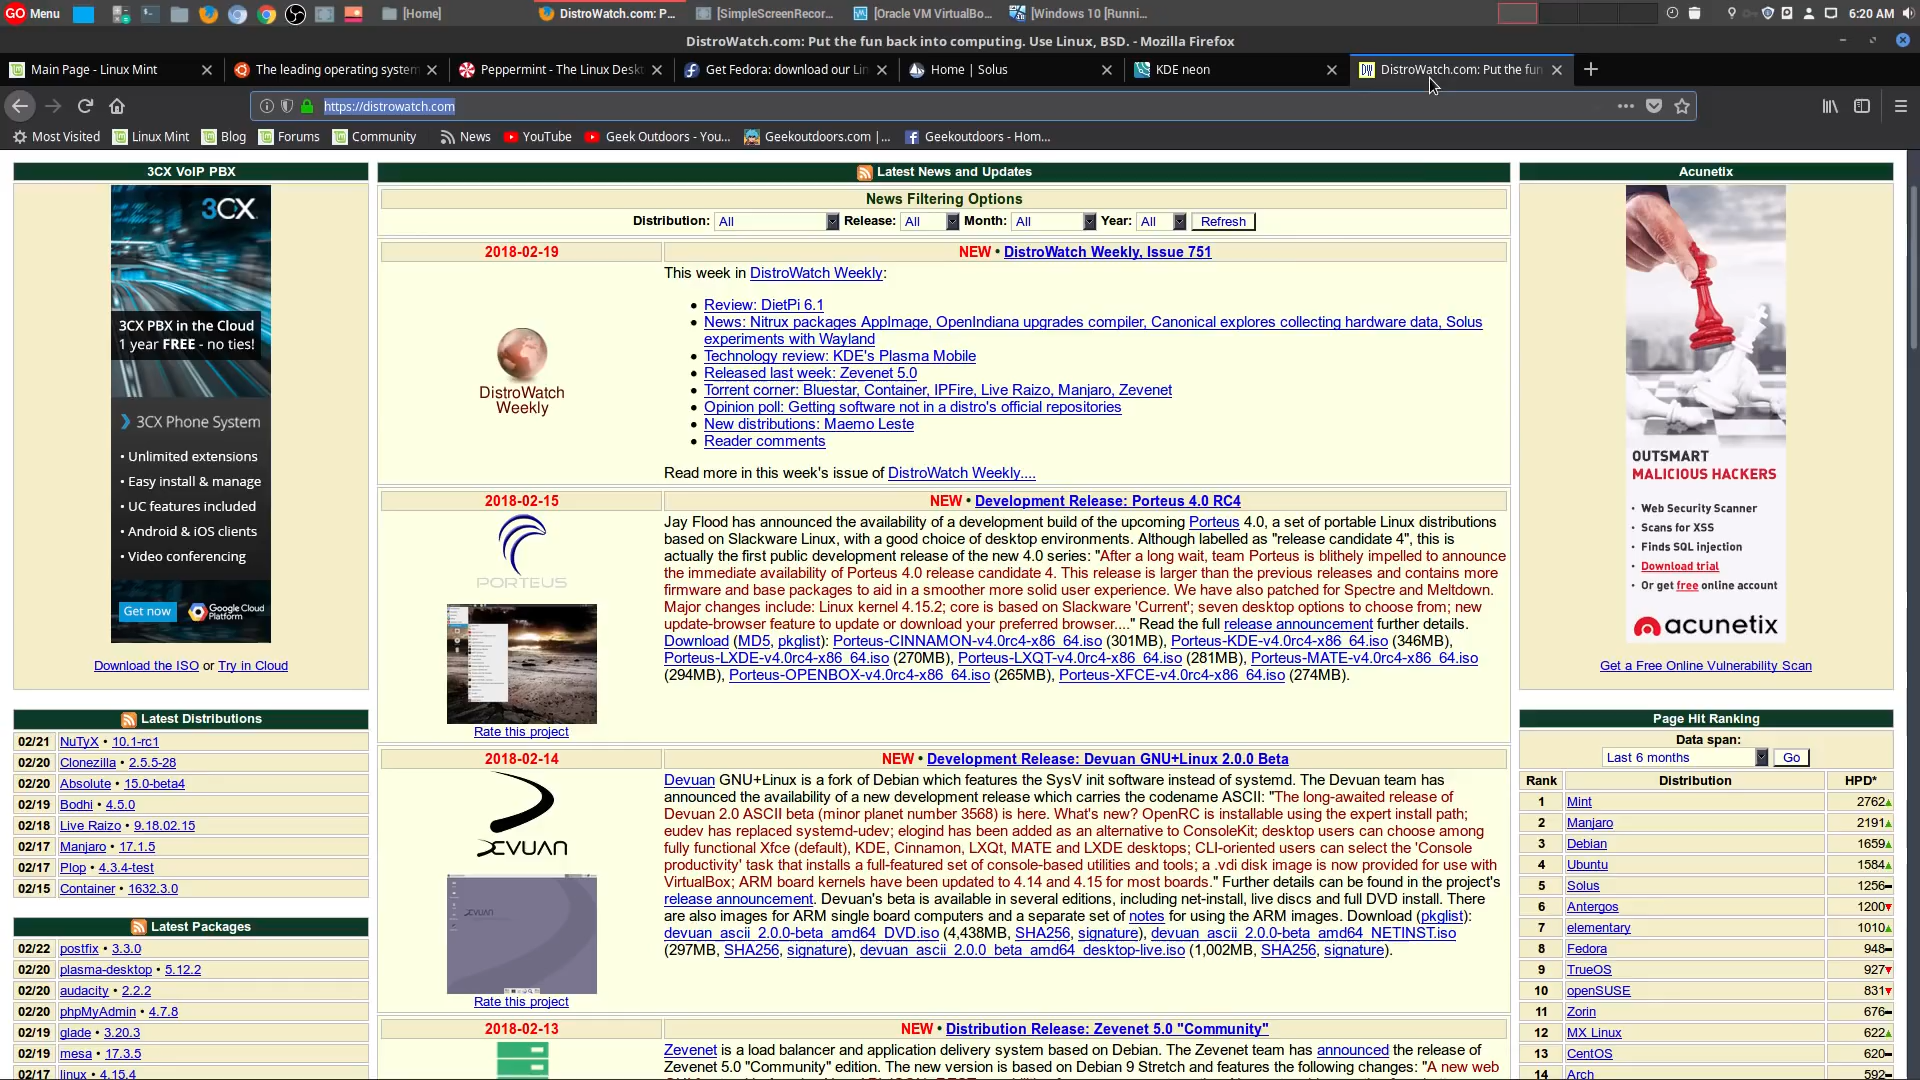 GO Menu [Home] DistroWatch.com: P... [SimpleScreenRecor... [Oracle VM VirtualBo... [Windows 10 [Runni... 6:20 AM
DistroWatch.com: Put the fun back into computing. Use Linux, BSD. - Mozilla Firefox
Main Page - Linux Mint The leading operating system Peppermint - The Linux Deskt Get Fedora: download our Lin Home | Solus KDE neon DistroWatch.com: Put the fun
https://distrowatch.com
Most Visited Linux Mint Blog Forums Community News YouTube Geek Outdoors - You... Geekoutdoors.com |... Geekoutdoors - Hom...
3CX VoIP PBX
3CX
3CX PBX in the Cloud
1 year FREE - no ties!
3CX Phone System
• Unlimited extensions
• Easy install & manage
• UC features included
• Android & iOS clients
• Video conferencing
Get now Google Cloud Platform
Download the ISO or Try in Cloud
Latest Distributions
02/21 NuTyX • 10.1-rc1
02/20 Clonezilla • 2.5.5-28
02/20 Absolute • 15.0-beta4
02/19 Bodhi • 4.5.0
02/18 Live Raizo • 9.18.02.15
02/17 Manjaro • 17.1.5
02/17 Plop • 4.3.4-test
02/15 Container • 1632.3.0
Latest Packages
02/22 postfix • 3.3.0
02/20 plasma-desktop • 5.12.2
02/20 audacity • 2.2.2
02/20 phpMyAdmin • 4.7.8
02/19 glade • 3.20.3
02/19 mesa • 17.3.5
02/17 linux • 4.15.4
Latest News and Updates
News Filtering Options
Distribution: All Release: All Month: All Year: All Refresh
2018-02-19 NEW • DistroWatch Weekly, Issue 751
DistroWatch
Weekly
This week in DistroWatch Weekly:
• Review: DietPi 6.1
• News: Nitrux packages AppImage, OpenIndiana upgrades compiler, Canonical explores collecting hardware data, Solus
experiments with Wayland
• Technology review: KDE's Plasma Mobile
• Released last week: Zevenet 5.0
• Torrent corner: Bluestar, Container, IPFire, Live Raizo, Manjaro, Zevenet
• Opinion poll: Getting software not in a distro's official repositories
• New distributions: Maemo Leste
• Reader comments
Read more in this week's issue of DistroWatch Weekly....
2018-02-15 NEW • Development Release: Porteus 4.0 RC4
PORTEUS
Rate this project
Jay Flood has announced the availability of a development build of the upcoming Porteus 4.0, a set of portable Linux distributions
based on Slackware Linux, with a good choice of desktop environments. Although labelled as "release candidate 4", this is
actually the first public development release of the new 4.0 series: "After a long wait, team Porteus is blithely impelled to announce
the immediate availability of Porteus 4.0 release candidate 4. This release is larger than the previous releases and contains more
firmware and base packages to aid in a smoother more solid user experience. We have also patched for Spectre and Meltdown.
Major changes include: Linux kernel 4.15.2; core is based on Slackware 'Current'; seven desktop options to choose from; new
update-browser feature to update or download your preferred browser...." Read the full release announcement further details.
Download (MD5, pkglist): Porteus-CINNAMON-v4.0rc4-x86_64.iso (301MB), Porteus-KDE-v4.0rc4-x86_64.iso (346MB),
Porteus-LXDE-v4.0rc4-x86_64.iso (270MB), Porteus-LXQT-v4.0rc4-x86_64.iso (281MB), Porteus-MATE-v4.0rc4-x86_64.iso
(294MB), Porteus-OPENBOX-v4.0rc4-x86_64.iso (265MB), Porteus-XFCE-v4.0rc4-x86_64.iso (274MB).
2018-02-14 NEW • Development Release: Devuan GNU+Linux 2.0.0 Beta
DEVUAN
Rate this project
Devuan GNU+Linux is a fork of Debian which features the SysV init software instead of systemd. The Devuan team has
announced the availability of a new development release which carries the codename ASCII: "The long-awaited release of
Devuan 2.0 ASCII beta (minor planet number 3568) is here. What's new? OpenRC is installable using the expert install path;
eudev has replaced systemd-udev; elogind has been added as an alternative to ConsoleKit; desktop users can choose among
fully functional Xfce (default), KDE, Cinnamon, LXQt, MATE and LXDE desktops; CLI-oriented users can select the 'Console
productivity' task that installs a full-featured set of console-based utilities and tools; a .vdi disk image is now provided for use with
VirtualBox; ARM board kernels have been updated to 4.14 and 4.15 for most boards." Further details can be found in the project's
release announcement. Devuan's beta is available in several editions, including net-install, live discs and full DVD install. There
are also images for ARM single board computers and a separate set of notes for using the ARM images. Download (pkglist):
devuan_ascii_2.0.0-beta_amd64_DVD.iso (4,438MB, SHA256, signature), devuan_ascii_2.0.0-beta_amd64_NETINST.iso
(297MB, SHA256, signature), devuan_ascii_2.0.0_beta_amd64_desktop-live.iso (1,002MB, SHA256, signature).
2018-02-13 NEW • Distribution Release: Zevenet 5.0 "Community"
Zevenet is a load balancer and application delivery system based on Debian. The Zevenet team has announced the release of
Zevenet 5.0 "Community" edition. The new version is based on Debian 9 Stretch and features the following changes: "A new web
Acunetix
OUTSMART
MALICIOUS HACKERS
• Web Security Scanner
• Scans for XSS
• Finds SQL injection
• Download trial
• Or get free online account
acunetix
Get a Free Online Vulnerability Scan
Page Hit Ranking
Data span:
Last 6 months Go
Rank Distribution HPD*
1 Mint 2762
2 Manjaro 2191
3 Debian 1659
4 Ubuntu 1584
5 Solus 1256
6 Antergos 1200
7 elementary 1010
8 Fedora 948
9 TrueOS 927
10 openSUSE 831
11 Zorin 676
12 MX Linux 622
13 CentOS 620
14 Arch 592